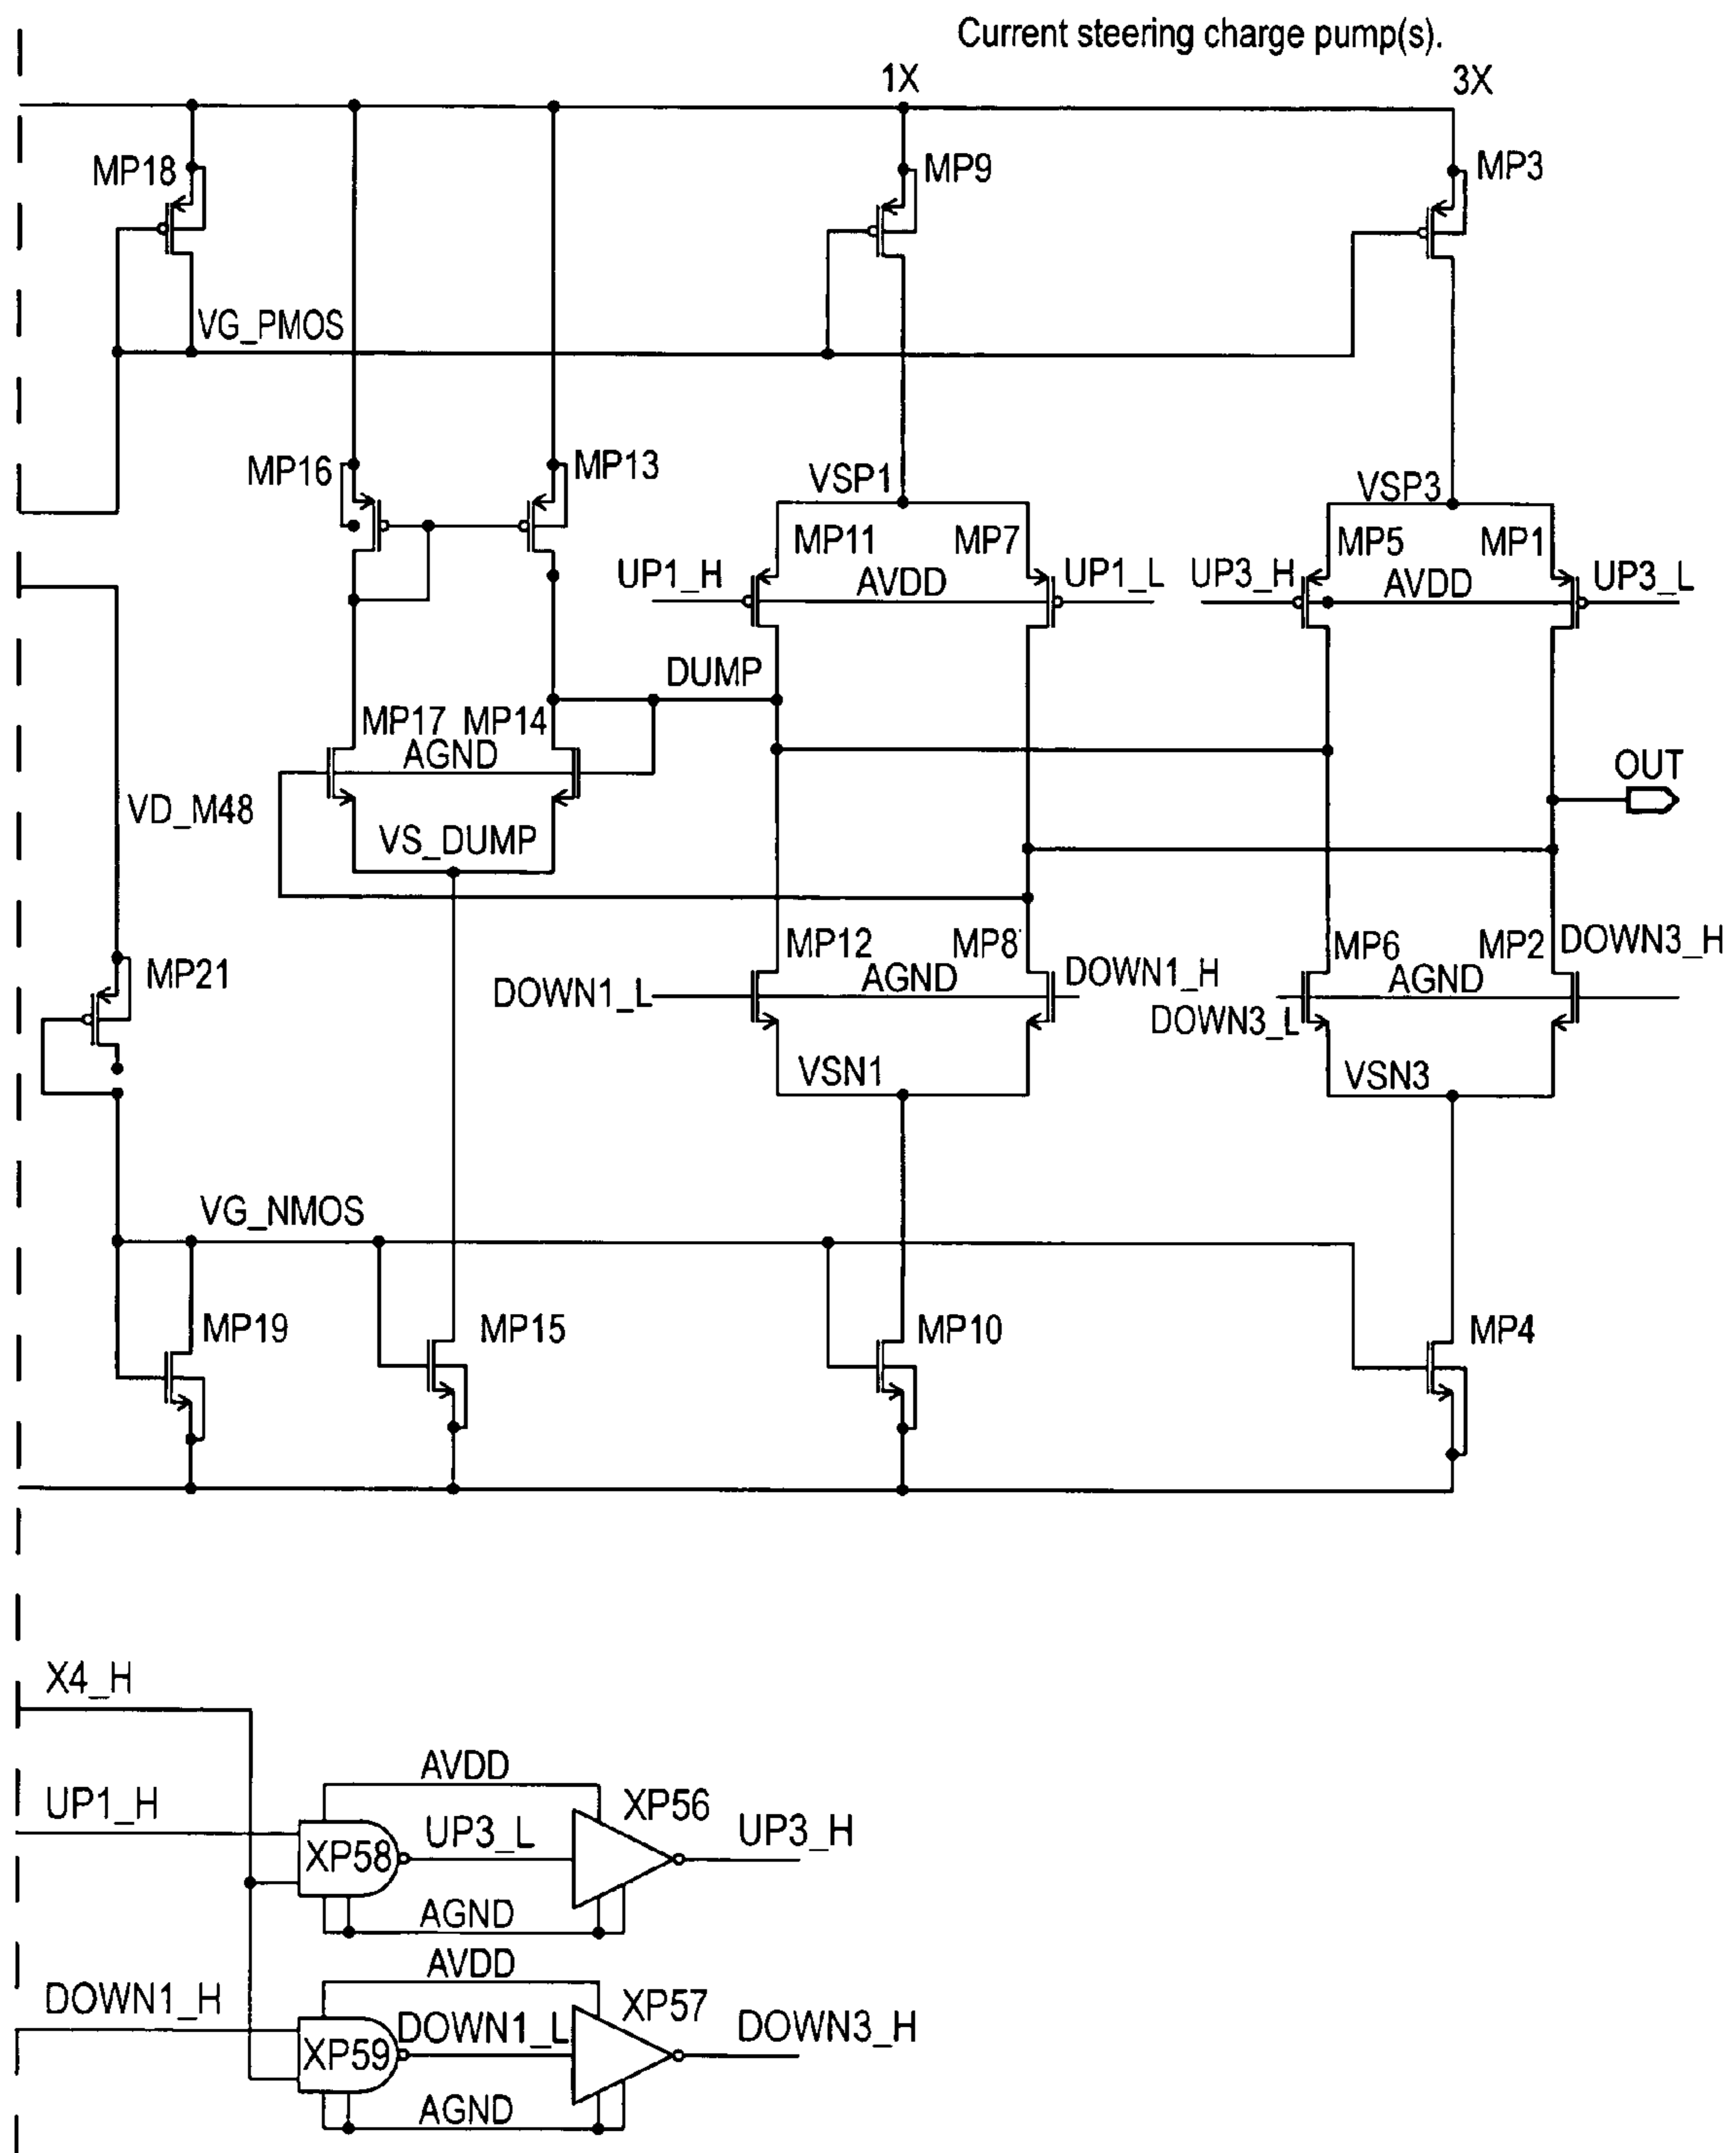 Current steering charge pump(s).
1X
3X
MP18
MP9
MP3
VG_PMOS
MP16
MP13
VSP1
VSP3
MP11
MP7
MP5
MP1
UP1_H
AVDD
UP1_L
UP3_H
AVDD
UP3_L
DUMP
MP17
MP14
AGND
OUT
VD_M48
VS_DUMP
MP12
MP8
MP6
MP2
DOWN3_H
MP21
DOWN1_L
AGND
DOWN1_H
AGND
DOWN3_L
VSN1
VSN3
VG_NMOS
MP19
MP15
MP10
MP4
X4_H
AVDD
UP1_H
XP56
UP3_L
UP3_H
XP58
AGND
AVDD
DOWN1_H
XP57
DOWN1_L
DOWN3_H
XP59
AGND